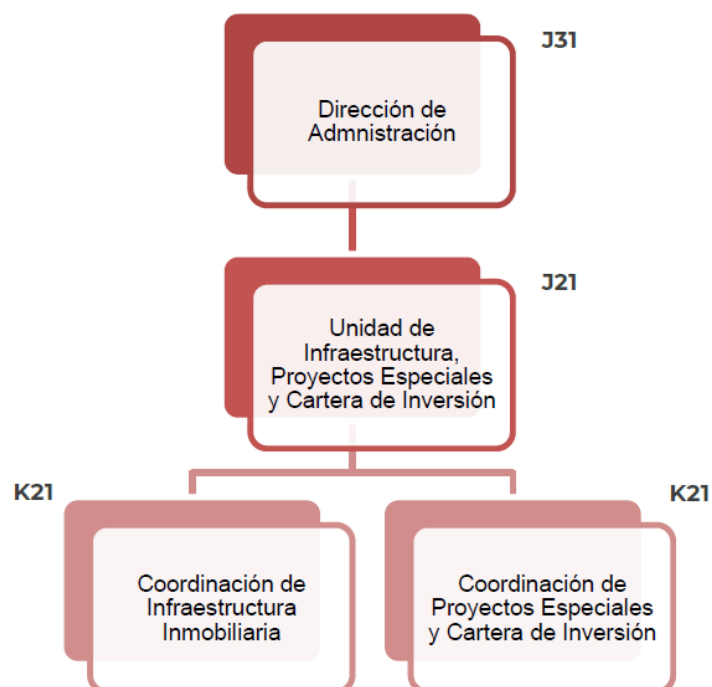 J31
Dirección de
Admnistración
J21
Unidad de
Infraestructura,
Proyectos Especiales
y Cartera de Inversión
K21
K21
Coordinación de
Infraestructura
Inmobiliaria
Coordinación de
Proyectos Especiales
y Cartera de Inversión